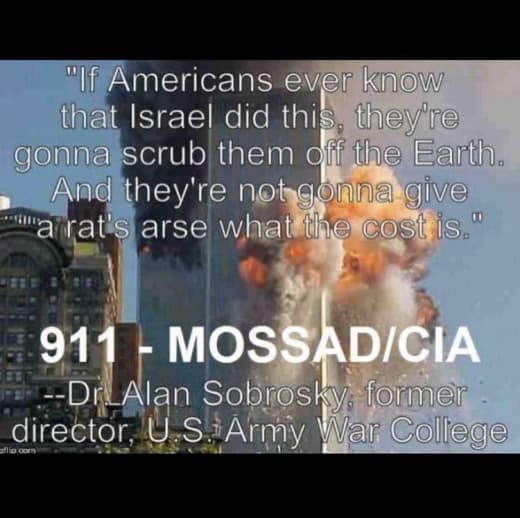 "If Americans ever know
that Israel did this, they're
gonna scrub them off the Earth.
And they're not gonna give
a rat's arse what the cost is."
911 - MOSSAD/CIA
--Dr. Alan Sobrosky, former
director, U.S. Army War College